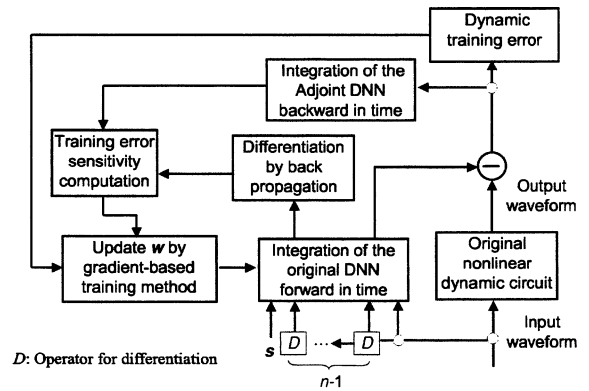 Dynamic
training error
Integration of the
Adjoint DNN
backward in time
Training error
sensitivity
computation
Differentiation
by back
propagation
Output
waveform
Update w by
gradient-based
training method
Integration of the
original DNN
forward in time
Original
nonlinear
dynamic circuit
Input
waveform
s D ... D
D: Operator for differentiation
n-1